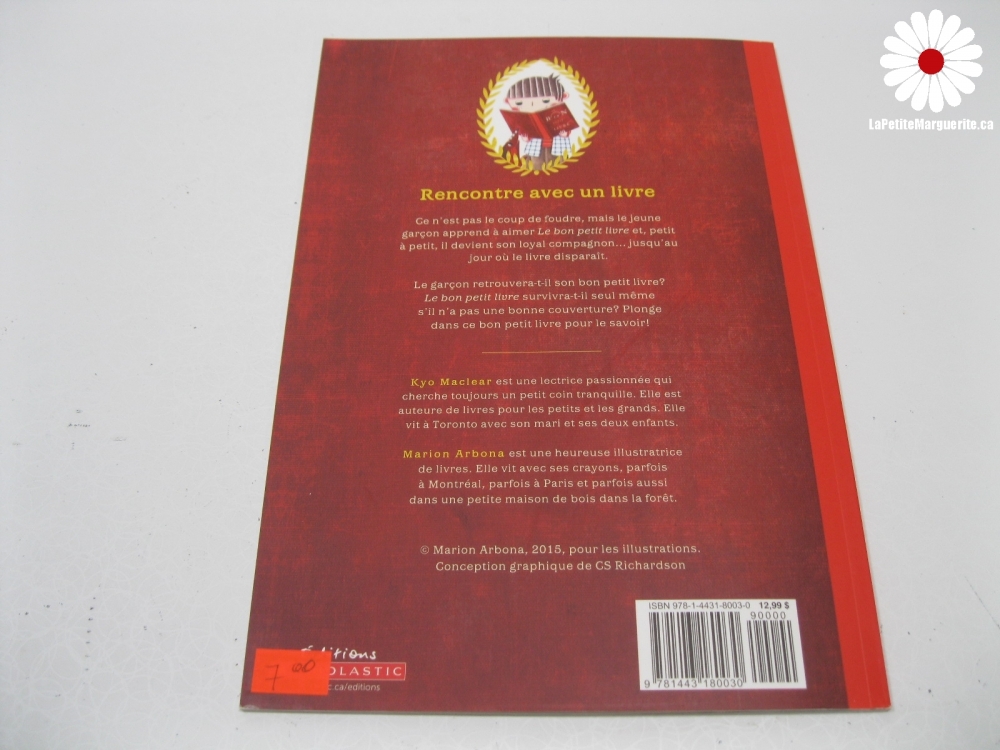 LaPetiteMarguerite.ca
Rencontre avec un livre
Ce n'est pas le coup de foudre, mais le jeune
garçon apprend à aimer Le bon petit livre et, petit
à petit, il devient son loyal compagnon... jusqu'au
jour où le livre disparaît.
Le garçon retrouvera-t-il son bon petit livre?
Le bon petit livre survivra-t-il seul même
s'il n'a pas une bonne couverture? Plonge
dans ce bon petit livre pour le savoir!
Kyo Maclear est une lectrice passionnée qui
cherche toujours un petit coin tranquille. Elle est
auteure de livres pour les petits et les grands. Elle
vit à Toronto avec son mari et ses deux enfants.
Marion Arbona est une heureuse illustratrice
de livres. Elle vit avec ses crayons, parfois
à Montréal, parfois à Paris et parfois aussi
dans une petite maison de bois dans la forêt.
© Marion Arbona, 2015, pour les illustrations.
Conception graphique de CS Richardson
ISBN 978-1-4431-8003-0 12,99 $
90000
9 781443 180030
éditions
OLASTIC
c.ca/editions
7 00